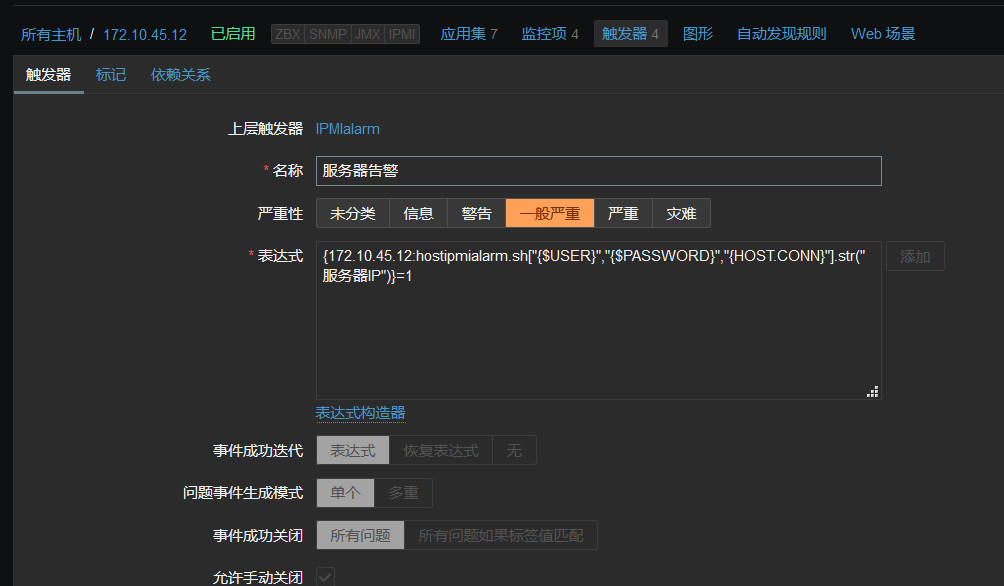 所有主机 / 172.10.45.12 已启用 ZBX SNMP JMX IPMI 应用集 7 监控项 4 触发器 4 图形 自动发现规则 Web 场景
触发器 标记 依赖关系
上层触发器 IPMIalarm
* 名称 服务器告警
严重性 未分类 信息 警告 一般严重 严重 灾难
* 表达式 {172.10.45.12:hostipmialarm.sh["{$USER}","{$PASSWORD}","{HOST.CONN}"].str(" 添加
服务器IP")}=1
表达式构造器
事件成功迭代 表达式 恢复表达式 无
问题事件生成模式 单个 多重
事件成功关闭 所有问题 所有问题如果标签值匹配
允许手动关闭